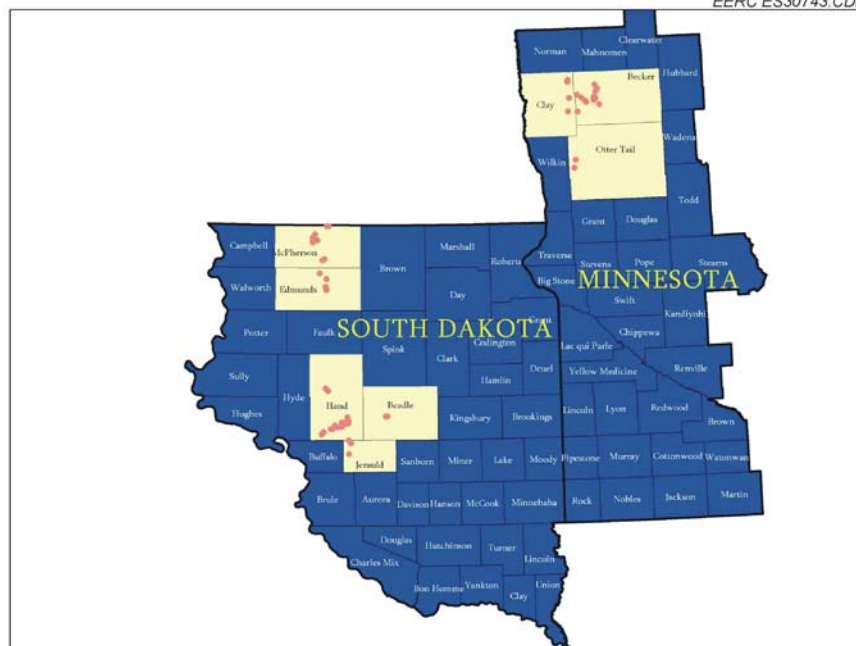 EERC ES30743.CD
Clearwater
Norman
Mahnomen
Hubbard
Becker
Clay
Wadena
Otter Tail
Wilkin
Todd
Grant
Douglas
Campbell
McPherson
Marshall
Roberts
Traverse
Stevens
Pope
Stearns
Brown
Big Stone
MINNESOTA
Walworth
Edmunds
Day
Swift
Kandiyohi
Grant
Chippewa
Potter
Faulk
SOUTH DAKOTA
Spink
Codington
Lac qui Parle
Clark
Renville
Sully
Deuel
Yellow Medicine
Hyde
Hamlin
Hand
Beadle
Hughes
Kingsbury
Brookings
Lincoln
Lyon
Redwood
Brown
Buffalo
Jerauld
Sanborn
Miner
Lake
Moody
Pipestone
Murray
Cottonwood
Watonwan
Brule
Aurora
Davison
Hanson
McCook
Minnehaha
Rock
Nobles
Jackson
Martin
Douglas
Hutchinson
Turner
Lincoln
Charles Mix
Bon Homme
Yankton
Clay
Union